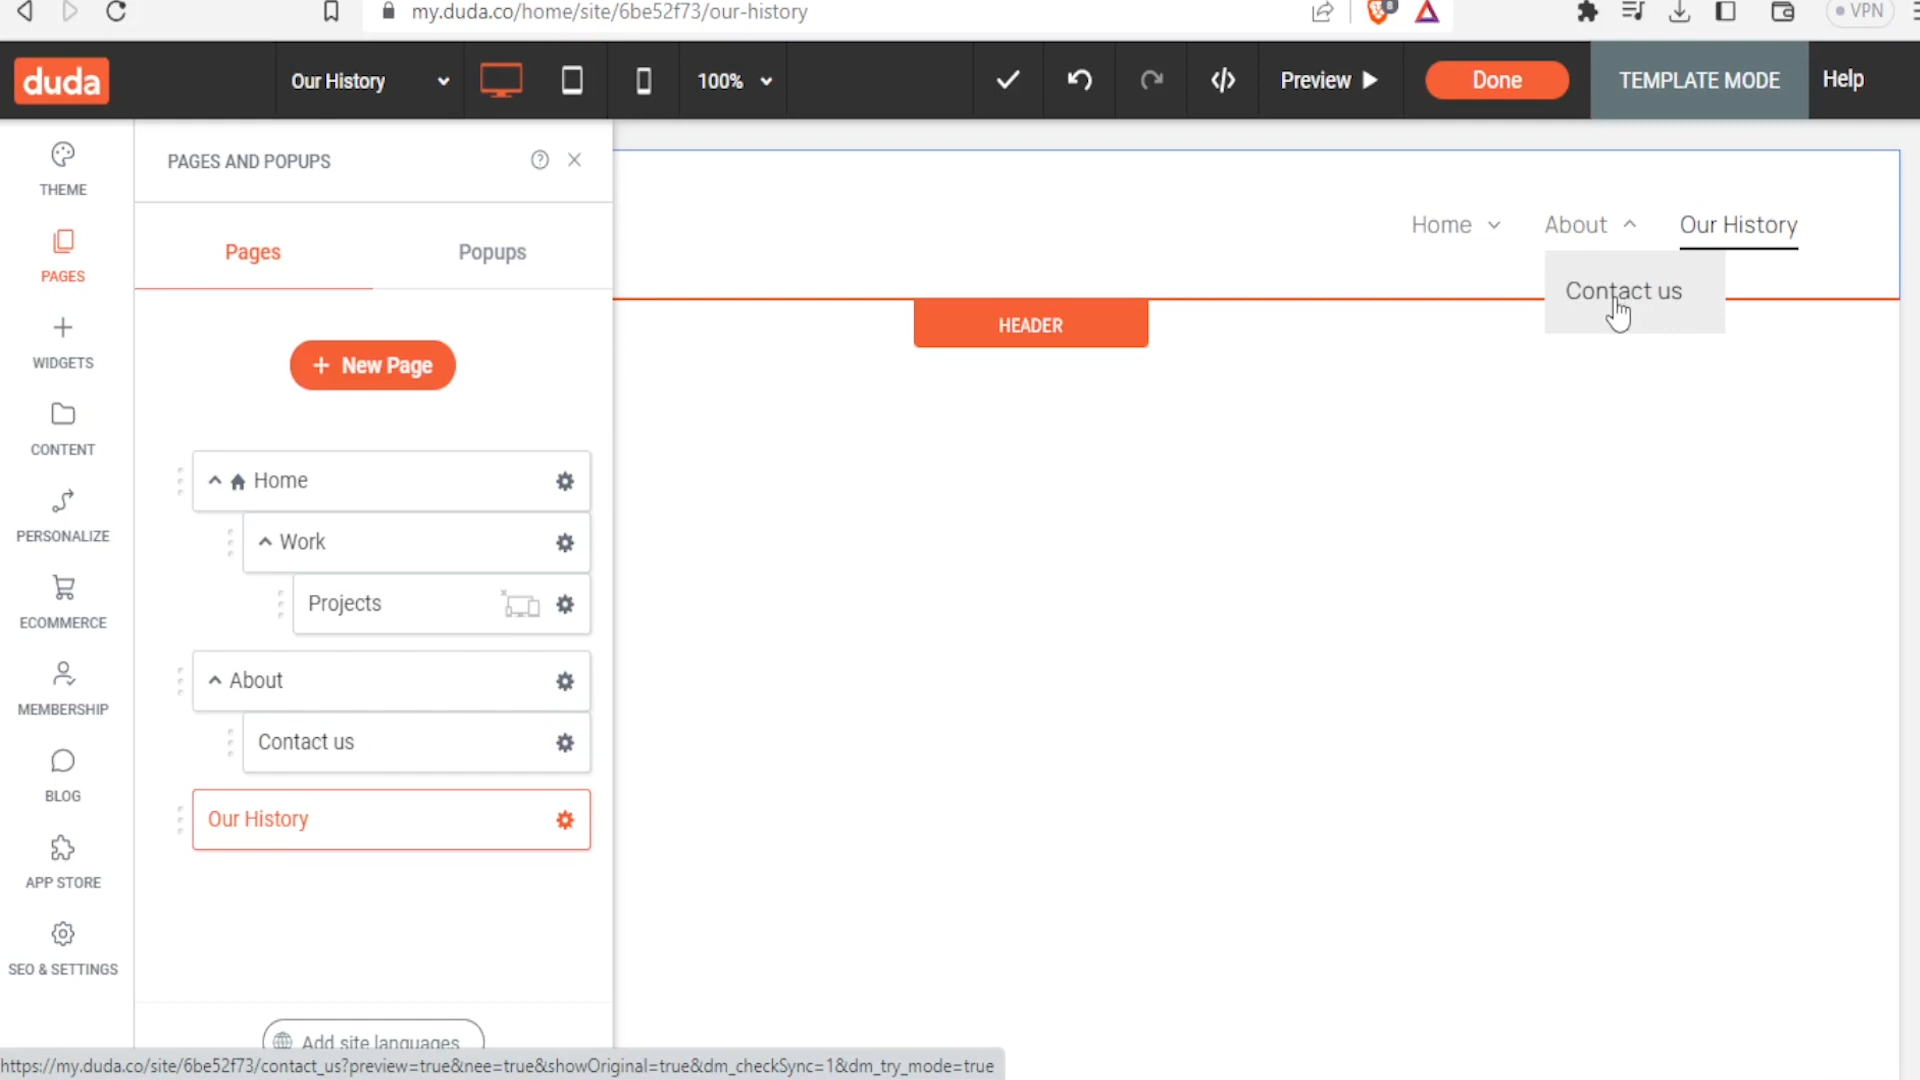 my.duda.co/home/site/6be52f73/our-history
8
VPN
duda
Our History
100%
Preview
Done
TEMPLATE MODE
Help
THEME
PAGES
WIDGETS
CONTENT
PERSONALIZE
ECOMMERCE
MEMBERSHIP
BLOG
APP STORE
SEO & SETTINGS
PAGES AND POPUPS
?
Pages
Popups
+ New Page
Home
Work
Projects
About
Contact us
Our History
Add site languages
Home
About
Our History
Contact us
HEADER
https://my.duda.co/site/6be52f73/contact_us?preview=true&nee=true&showOriginal=true&dm_checkSync=1&dm_try_mode=true